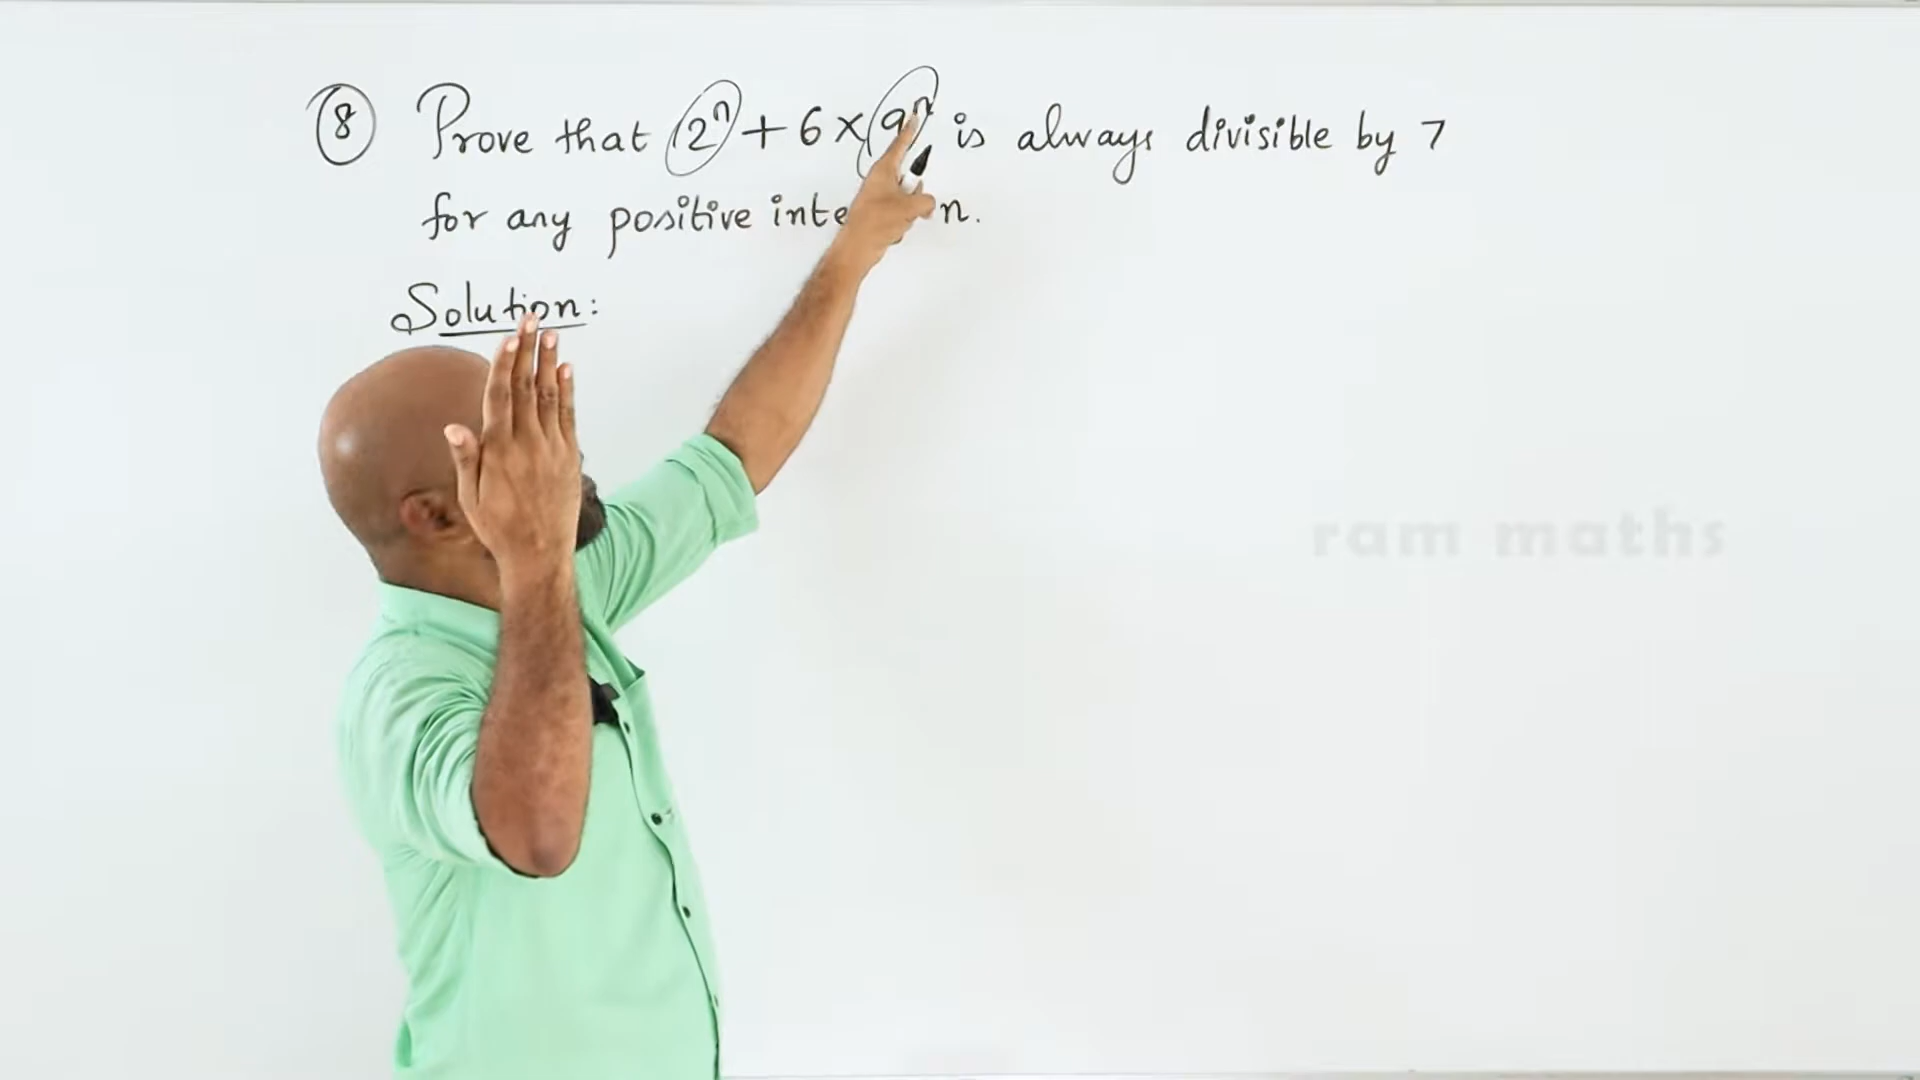 ⑧ Prove that 2ⁿ + 6 × 9ⁿ is always divisible by 7
for any positive inte n.
Solution:
ram maths